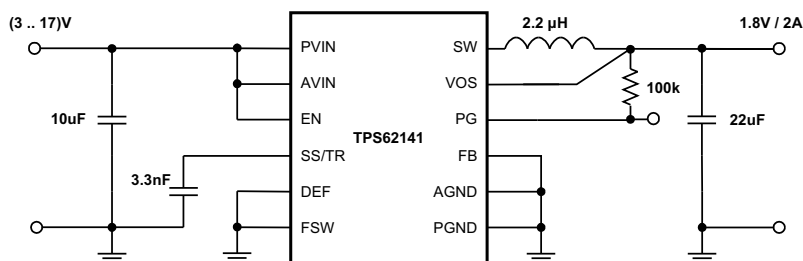 (3 .. 17)V
2.2 µH
1.8V / 2A
PVIN
SW
AVIN
VOS
100k
10uF
EN
PG
22uF
TPS62141
3.3nF
SS/TR
FB
DEF
AGND
FSW
PGND